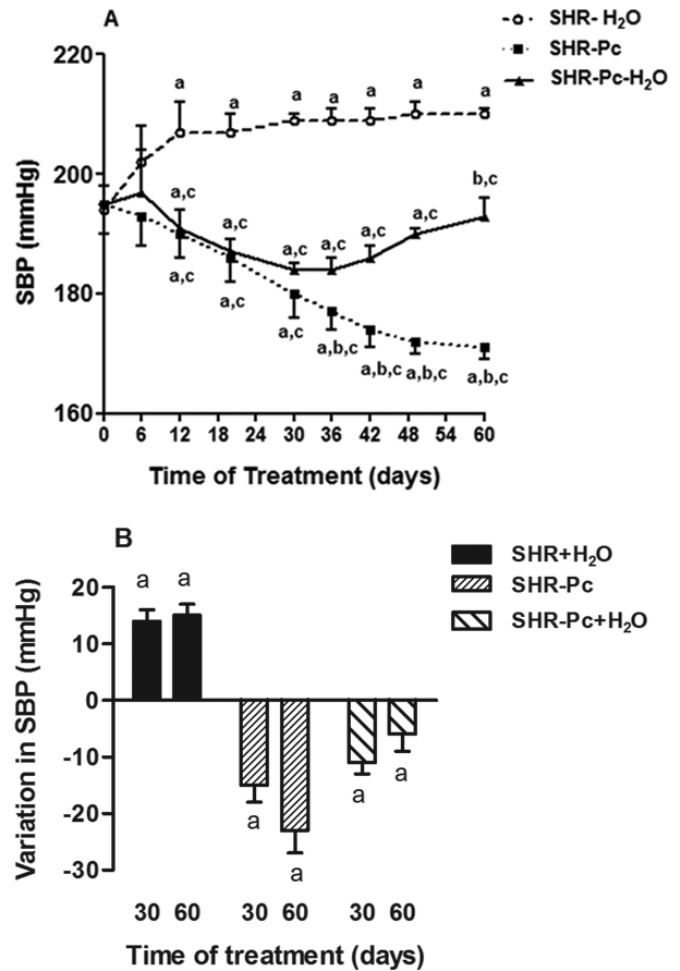 A
SHR- H₂O
SHR-Pc
SHR-Pc-H₂O
220
200
180
160
SBP (mmHg)
a a a a a a a
a,c a,c a,c a,c a,c a,c b,c
a,c a,c a,c a,b,c a,b,c a,b,c a,b,c
0 6 12 18 24 30 36 42 48 54 60
Time of Treatment (days)
B
SHR+H₂O
SHR-Pc
SHR-Pc+H₂O
20
10
0
-10
-20
-30
Variation in SBP (mmHg)
a a
a a a a
30 60 30 60 30 60
Time of treatment (days)